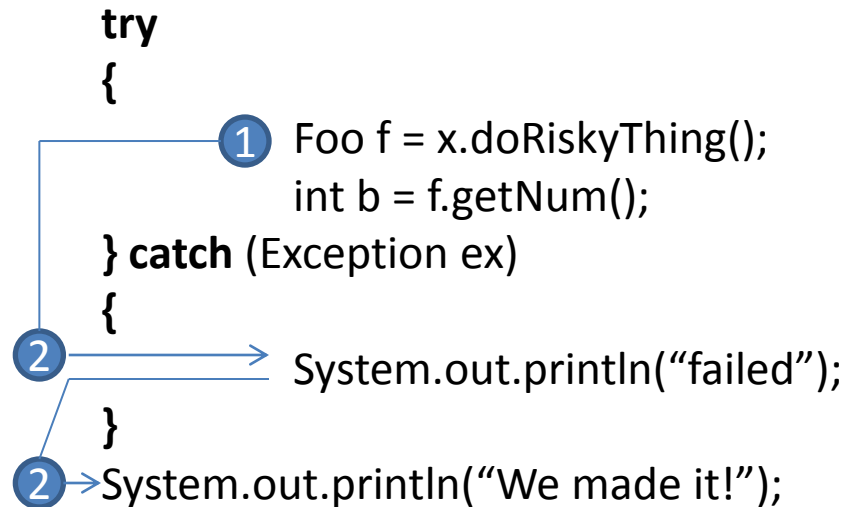 try
{
1 Foo f = x.doRiskyThing();
int b = f.getNum();
} catch (Exception ex)
{
2 System.out.println(“failed”);
}
2 System.out.println(“We made it!”);